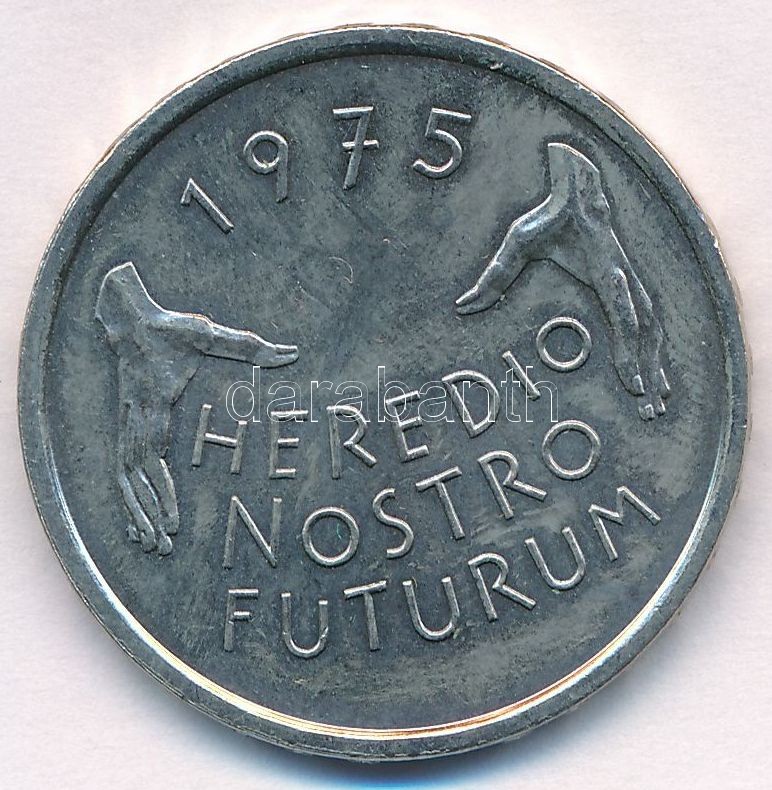 1975
HEREDIO
NOSTRO
FUTURUM
darabanth